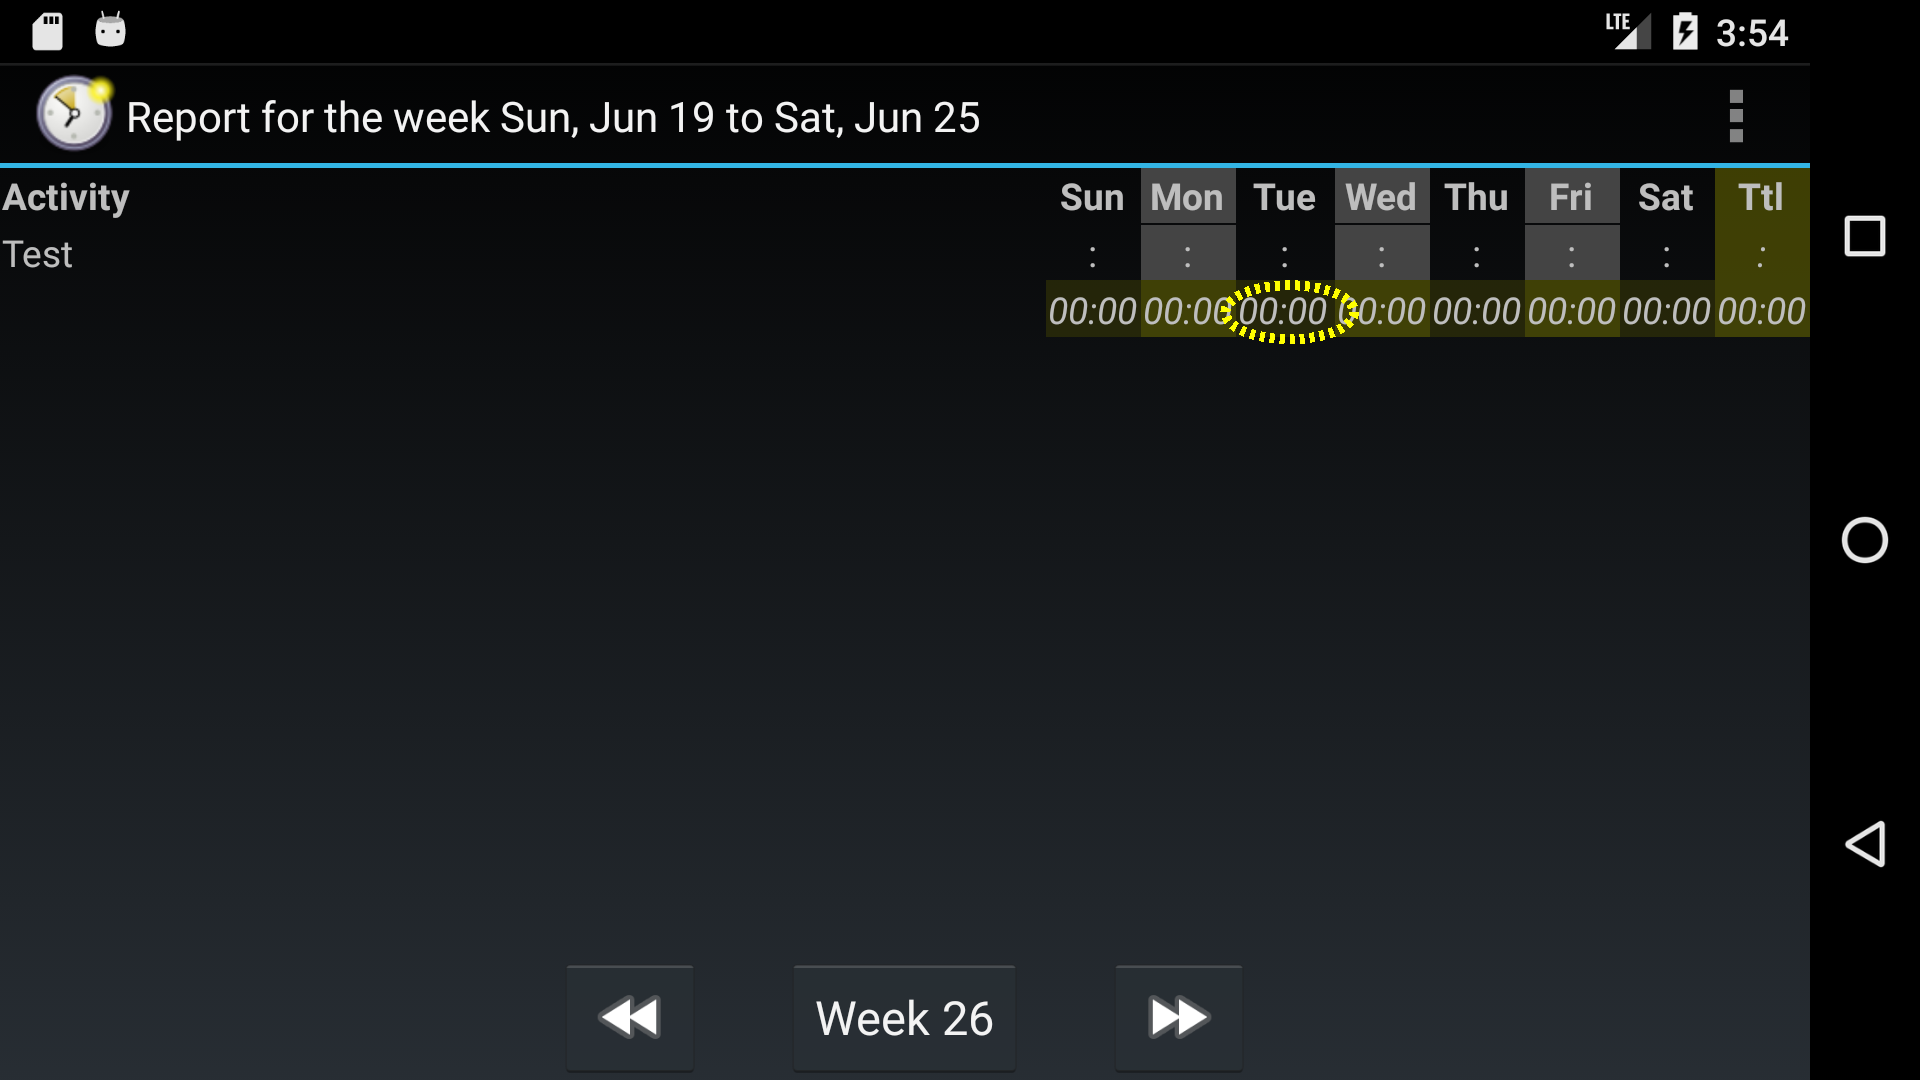 LTE 3:54
Report for the week Sun, Jun 19 to Sat, Jun 25
Activity Sun Mon Tue Wed Thu Fri Sat Ttl
Test : : : : : : : :
00:00 00:00 00:00 00:00 00:00 00:00 00:00 00:00
Week 26